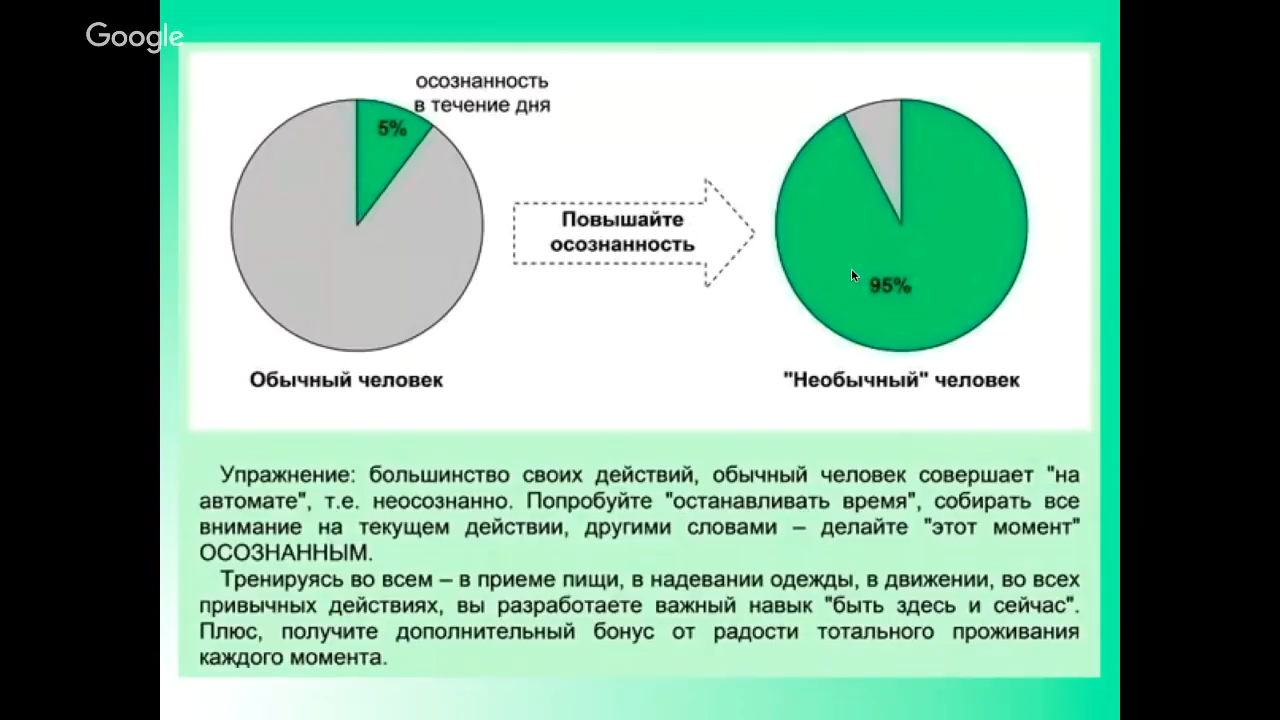 Google
осознанность
в течение дня
5%
Повышайте
осознанность
95%
Обычный человек
"Необычный" человек
Упражнение: большинство своих действий, обычный человек совершает "на
автомате", т.е. неосознанно. Попробуйте "останавливать время", собирать все
внимание на текущем действии, другими словами – делайте "этот момент"
ОСОЗНАННЫМ.
Тренируясь во всем – в приеме пищи, в надевании одежды, в движении, во всех
привычных действиях, вы разработаете важный навык "быть здесь и сейчас".
Плюс, получите дополнительный бонус от радости тотального проживания
каждого момента.